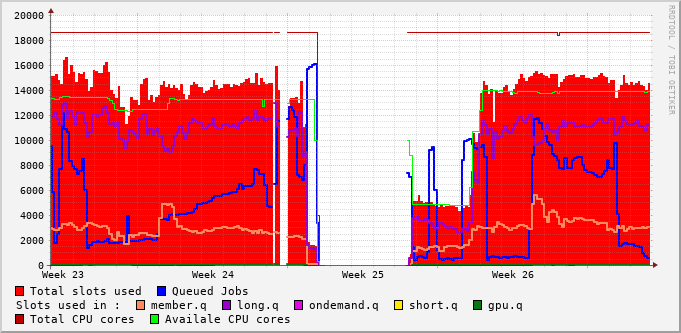 20000
18000
16000
14000
12000
10000
8000
6000
4000
2000
0
Week 23 Week 24 Week 25 Week 26
RRDTOOL / TOBI OETIKER
Total slots used Queued Jobs
Slots used in : member.q long.q ondemand.q short.q gpu.q
Total CPU cores Availale CPU cores